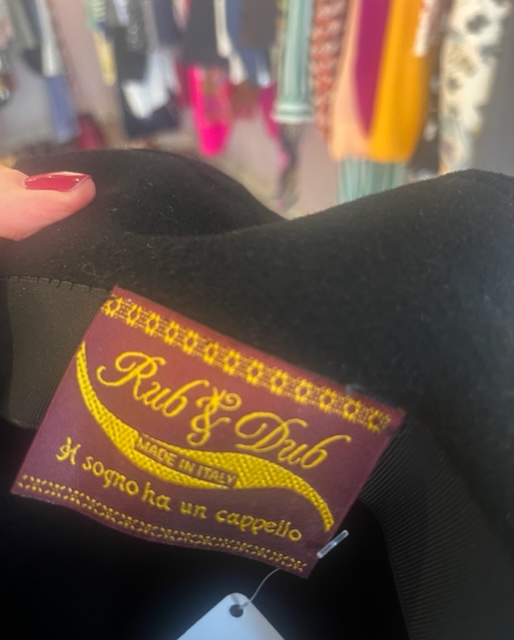 Rub & Dub
MADE IN ITALY
Il sogno ha un cappello